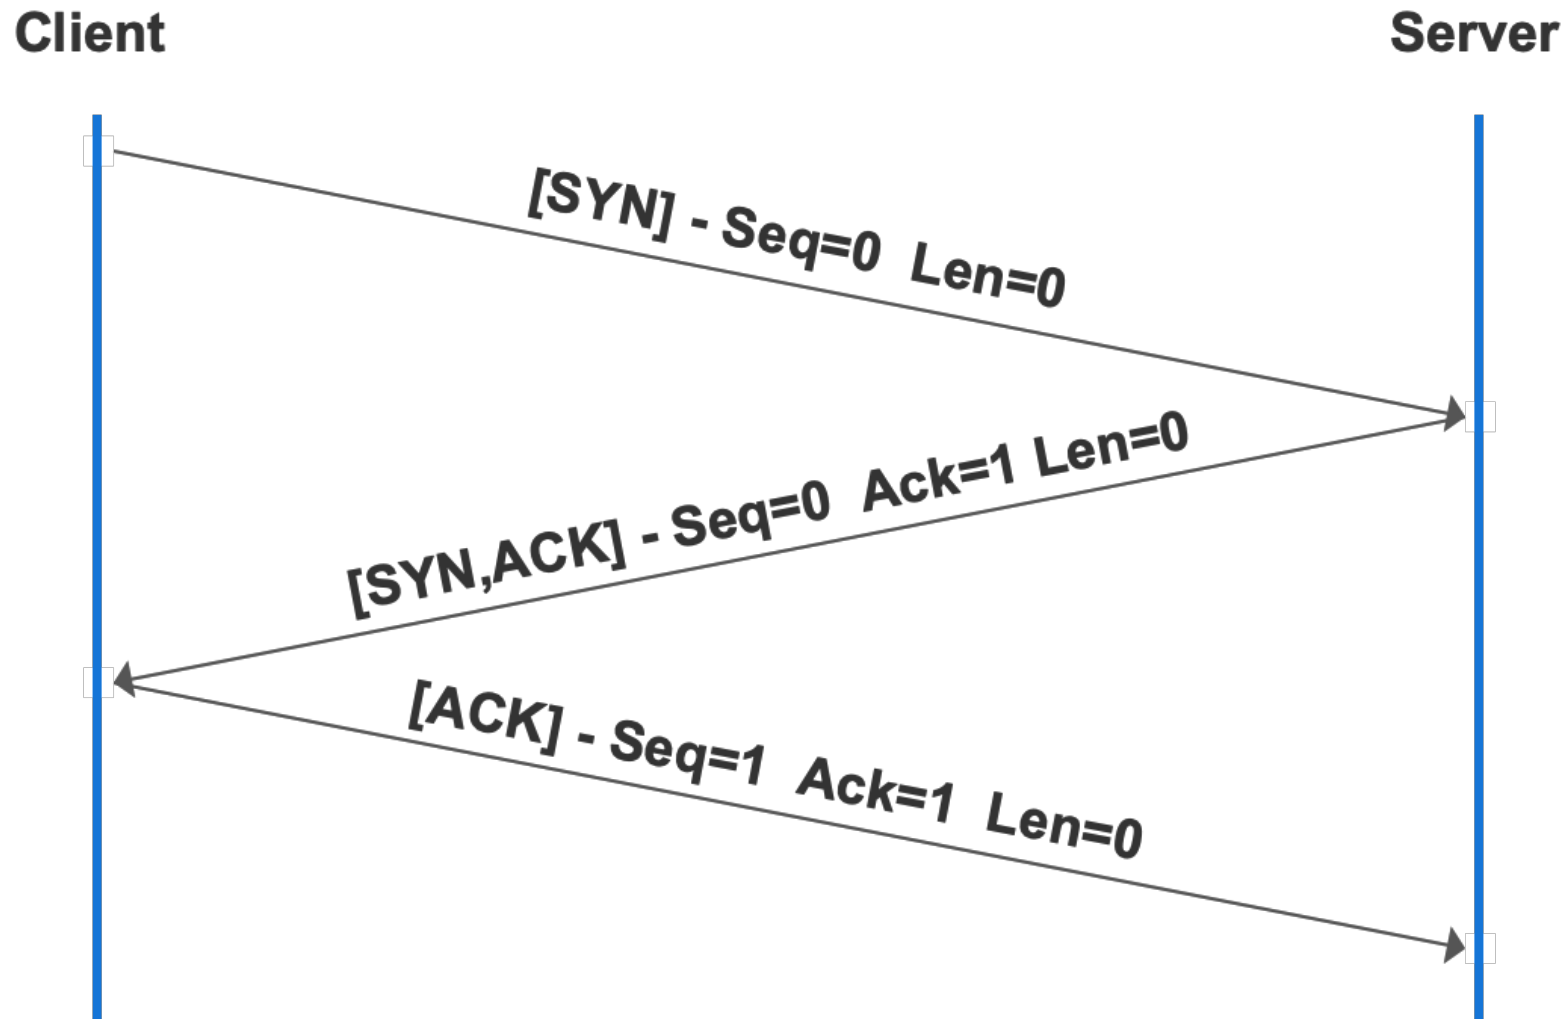 Client
Server
[SYN] - Seq=0 Len=0
[SYN,ACK] - Seq=0 Ack=1 Len=0
[ACK] - Seq=1 Ack=1 Len=0